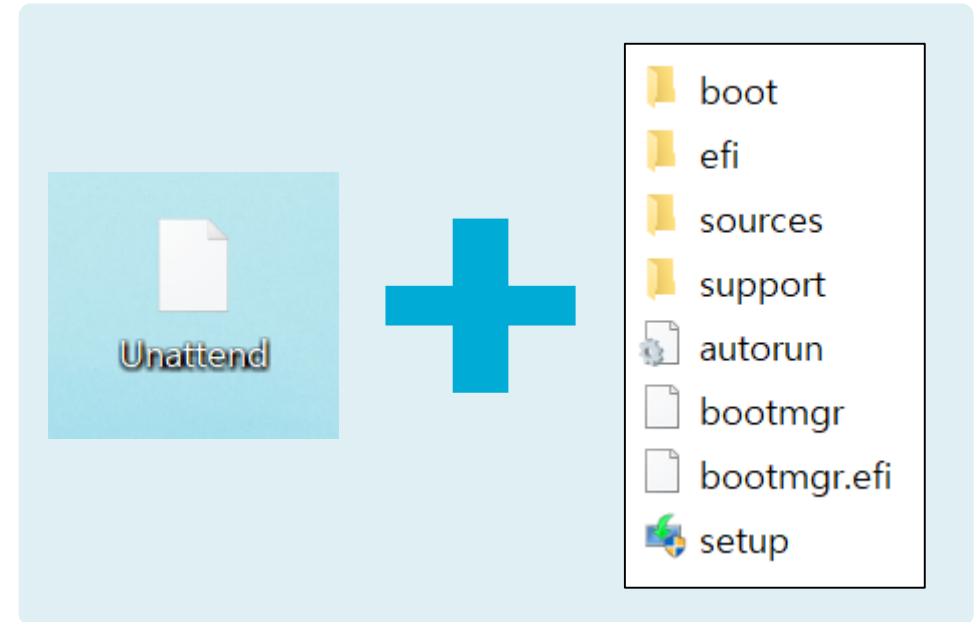 Unattend
boot
efi
sources
support
autorun
bootmgr
bootmgr.efi
setup